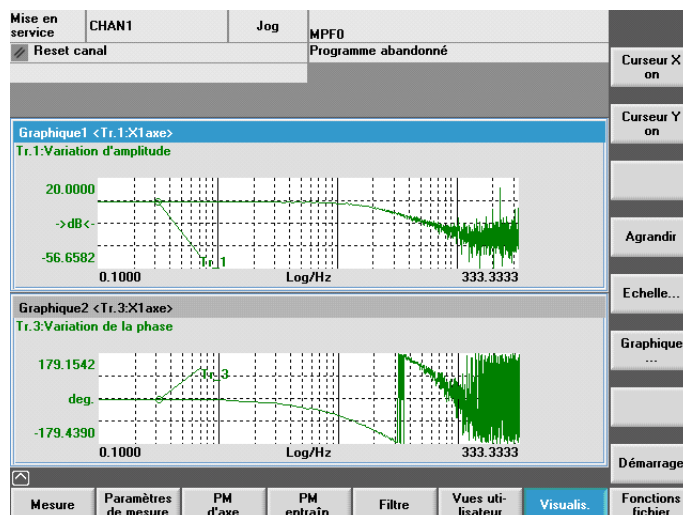 Mise en
service
CHAN1
Jog
MPF0
Reset canal
Programme abandonné
Graphique1 <Tr.1:X1axe>
Tr.1:Variation d'amplitude
20.0000
->dB<-
-56.6582
Tr_1
0.1000
Log/Hz
333.3333
Graphique2 <Tr.3:X1axe>
Tr.3:Variation de la phase
179.1542
Tr_3
deg.
-179.4390
0.1000
Log/Hz
333.3333
Curseur X
on
Curseur Y
on
Agrandir
Echelle...
Graphique
...
Démarrage
Mesure
Paramètres
de mesure
PM
d'axe
PM
entraîn.
Filtre
Vues uti-
lisateur
Visualis.
Fonctions
fichier